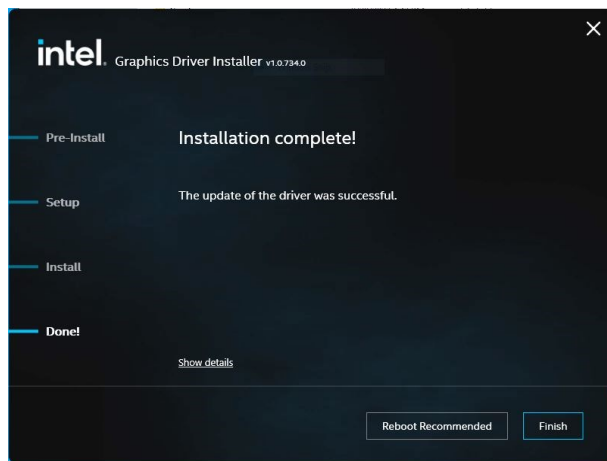 intel. Graphics Driver Installer v1.0.734.0
Pre-Install
Installation complete!
Setup
The update of the driver was successful.
Install
Done!
Show details
Reboot Recommended
Finish